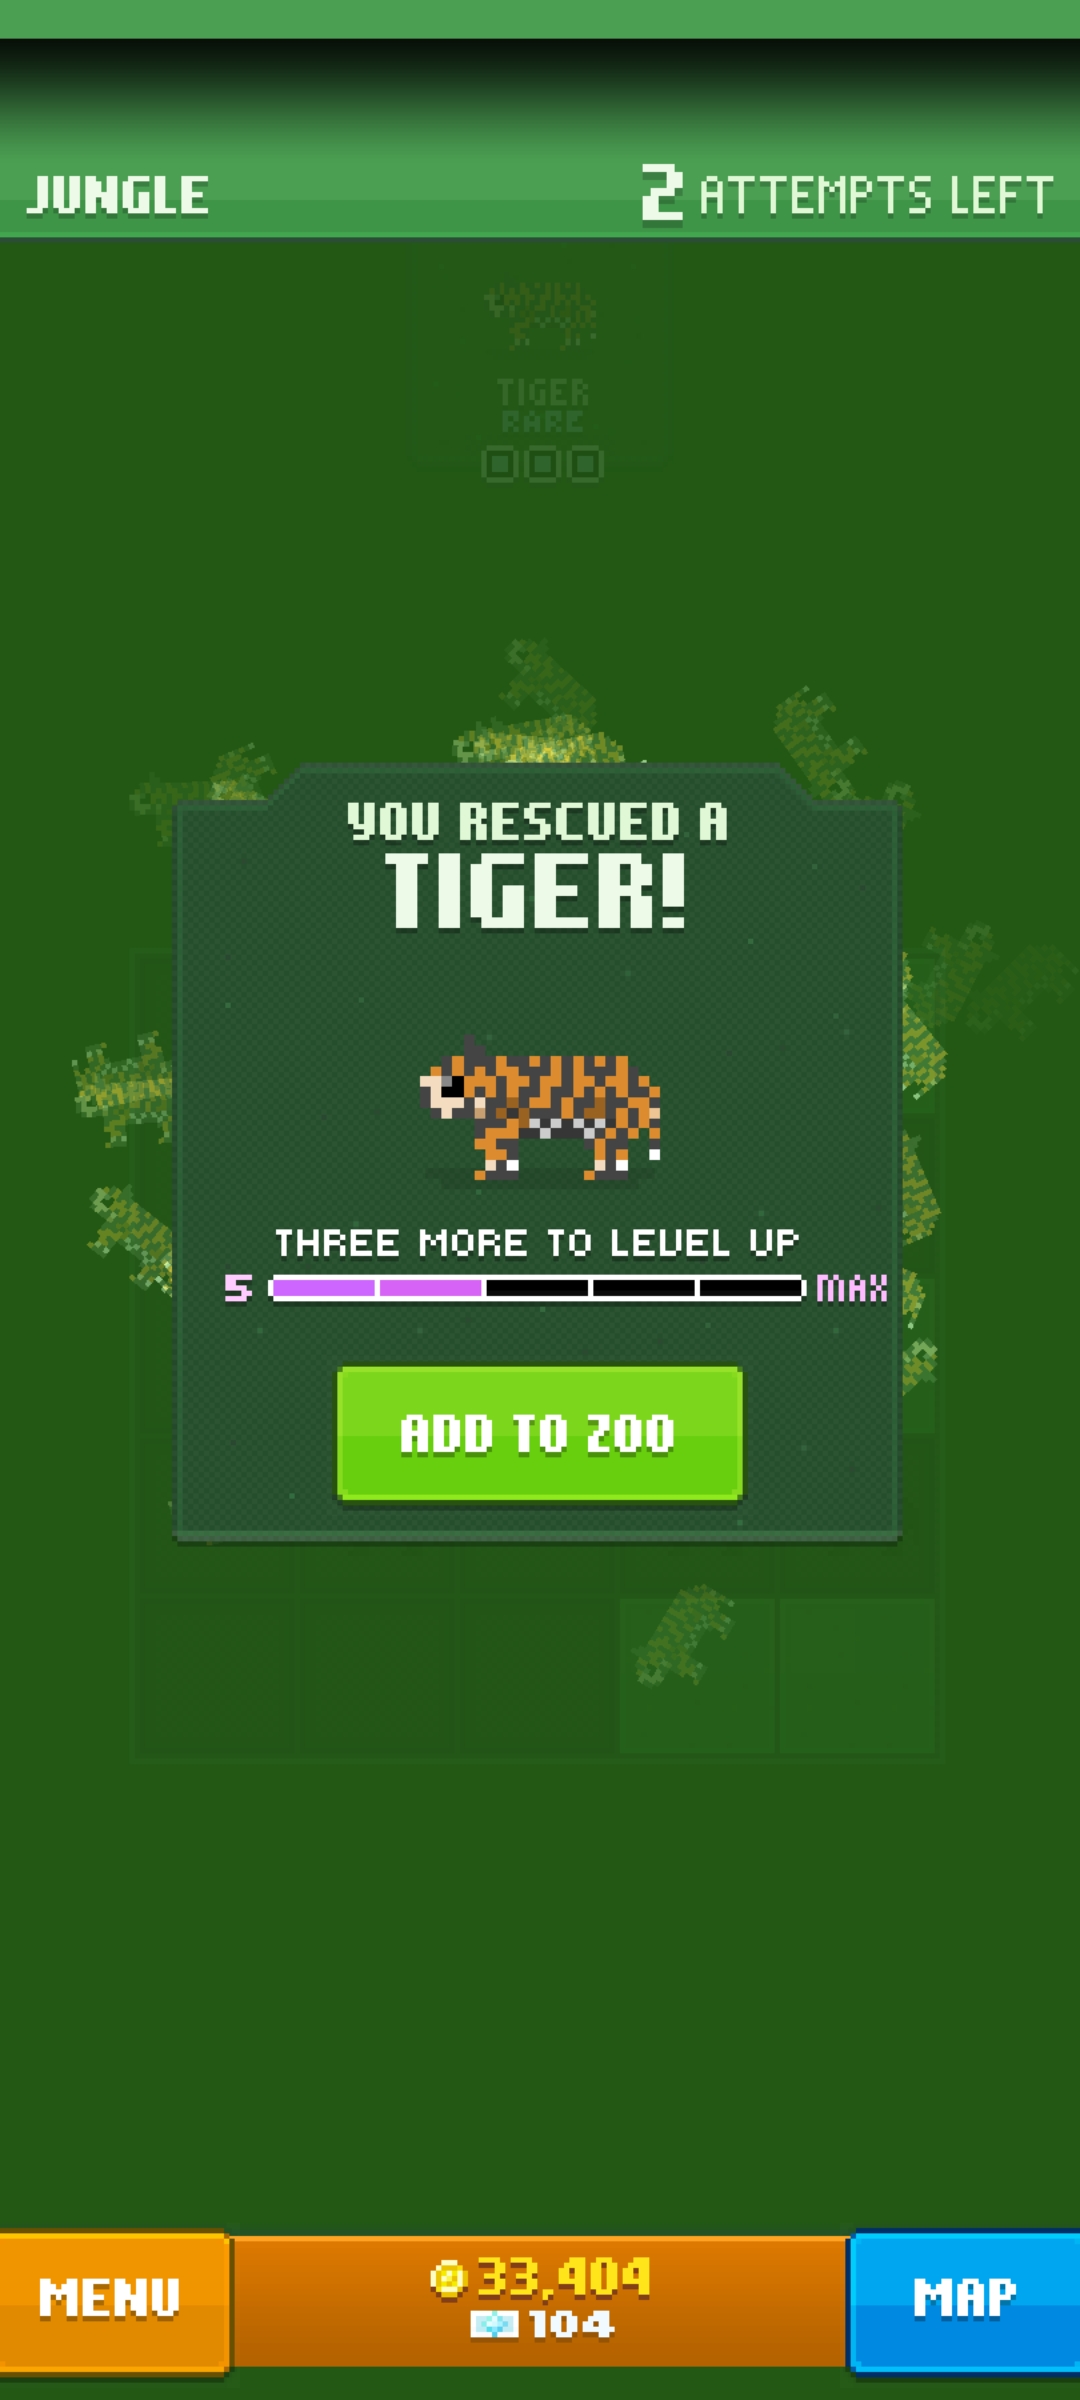 JUNGLE
2 ATTEMPTS LEFT
TIGER
RARE
YOU RESCUED A
TIGER!
THREE MORE TO LEVEL UP
5 MAX
ADD TO ZOO
MENU
33,404
104
MAP